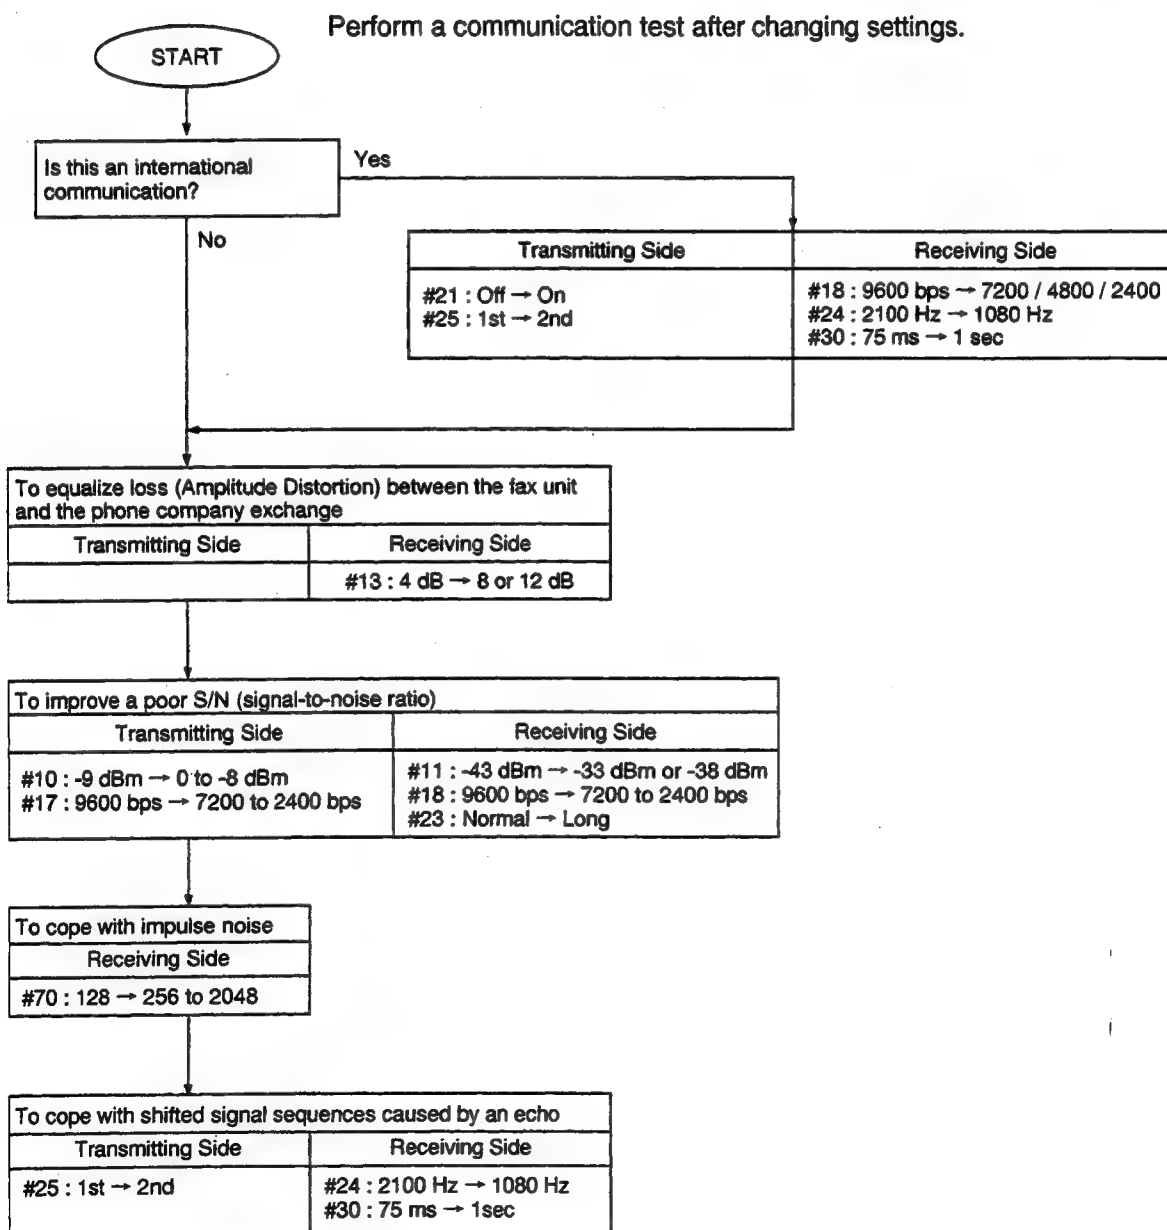 Perform a communication test after changing settings.
START
Is this an international
communication?
Yes
No
Transmitting Side
Receiving Side
#21 : Off → On
#25 : 1st → 2nd
#18 : 9600 bps → 7200 / 4800 / 2400
#24 : 2100 Hz → 1080 Hz
#30 : 75 ms → 1 sec
To equalize loss (Amplitude Distortion) between the fax unit
and the phone company exchange
Transmitting Side
Receiving Side
#13 : 4 dB → 8 or 12 dB
To improve a poor S/N (signal-to-noise ratio)
Transmitting Side
Receiving Side
#10 : -9 dBm → 0 to -8 dBm
#17 : 9600 bps → 7200 to 2400 bps
#11 : -43 dBm → -33 dBm or -38 dBm
#18 : 9600 bps → 7200 to 2400 bps
#23 : Normal → Long
To cope with impulse noise
Receiving Side
#70 : 128 → 256 to 2048
To cope with shifted signal sequences caused by an echo
Transmitting Side
Receiving Side
#25 : 1st → 2nd
#24 : 2100 Hz → 1080 Hz
#30 : 75 ms → 1sec